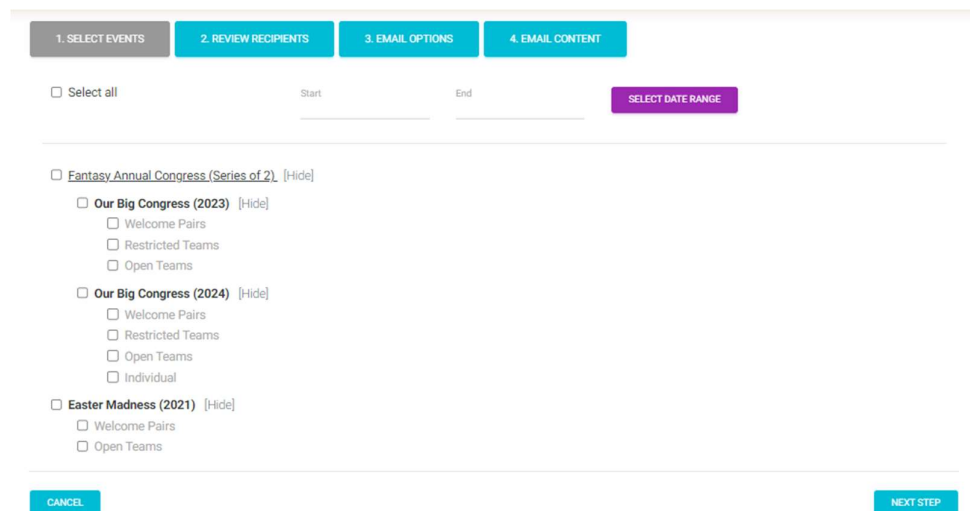 1. SELECT EVENTS 2. REVIEW RECIPIENTS 3. EMAIL OPTIONS 4. EMAIL CONTENT
Select all Start End SELECT DATE RANGE
Fantasy Annual Congress (Series of 2) [Hide]
Our Big Congress (2023) [Hide]
Welcome Pairs
Restricted Teams
Open Teams
Our Big Congress (2024) [Hide]
Welcome Pairs
Restricted Teams
Open Teams
Individual
Easter Madness (2021) [Hide]
Welcome Pairs
Open Teams
CANCEL NEXT STEP